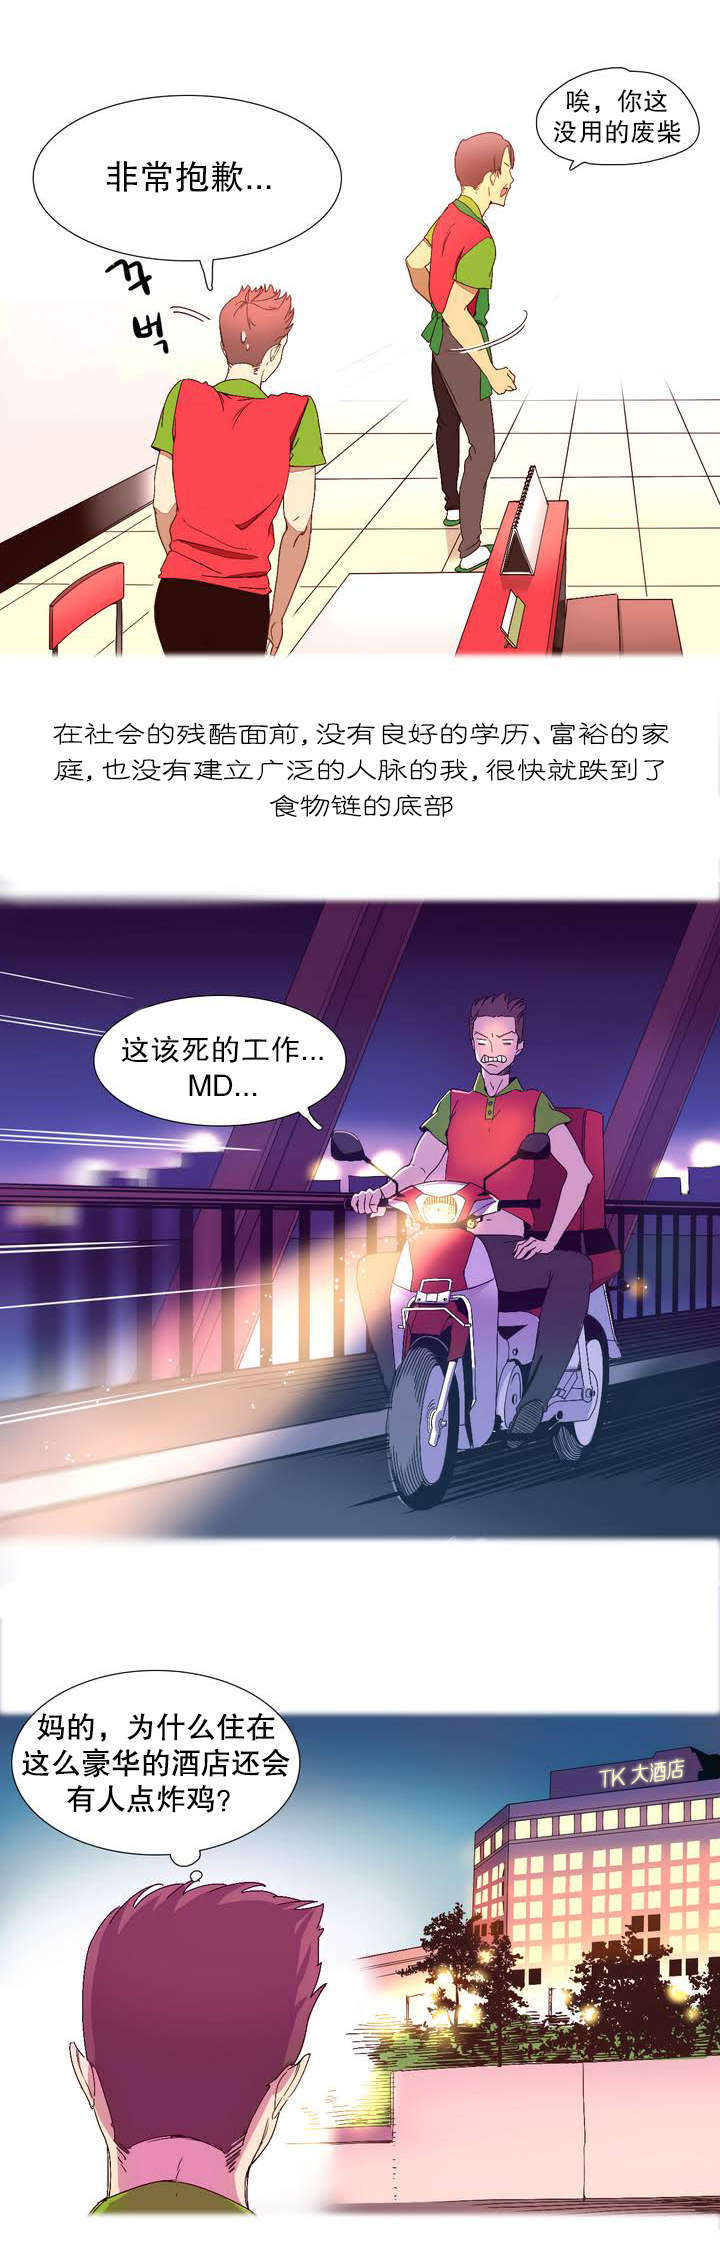 唉，你这
没用的废柴
非常抱歉...
꾸
벅
在社会的残酷面前,没有良好的学历、富裕的家
庭,也没有建立广泛的人脉的我,很快就跌到了
食物链的底部
这该死的工作...
MD...
妈的，为什么住在
这么豪华的酒店还会
有人点炸鸡？
TK 大酒店